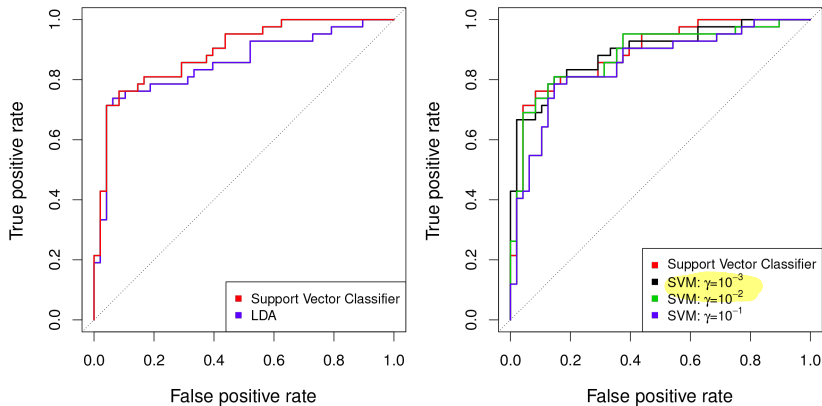 True positive rate
1.0
0.8
0.6
0.4
0.2
0.0
0.0 0.2 0.4 0.6 0.8 1.0
False positive rate
Support Vector Classifier
LDA
True positive rate
1.0
0.8
0.6
0.4
0.2
0.0
0.0 0.2 0.4 0.6 0.8 1.0
False positive rate
Support Vector Classifier
SVM: γ=10⁻³
SVM: γ=10⁻²
SVM: γ=10⁻¹